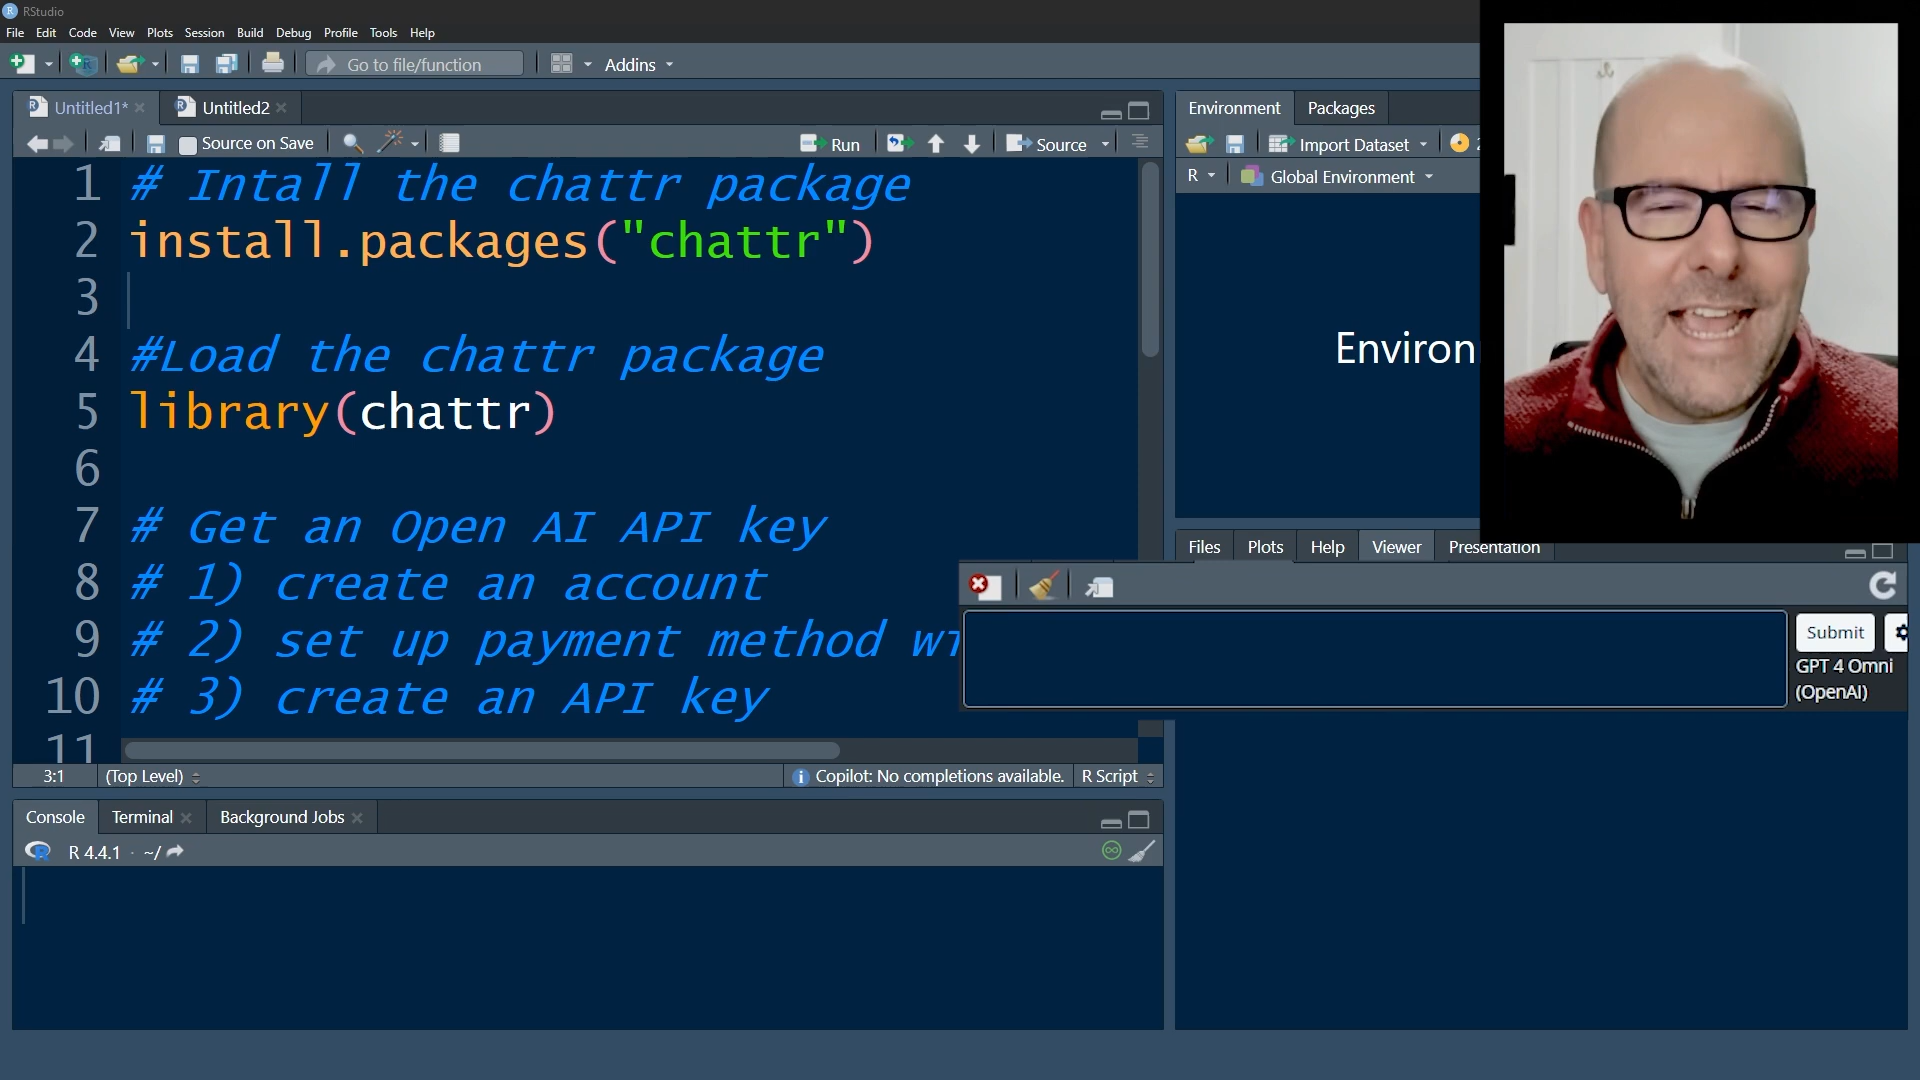 RStudio
File Edit Code View Plots Session Build Debug Profile Tools Help
Go to file/function Addins
Untitled1* Untitled2
Source on Save Run Source
1 # Intall the chattr package
2 install.packages("chattr")
3
4 #Load the chattr package
5 library(chattr)
6
7 # Get an Open AI API key
8 # 1) create an account
9 # 2) set up payment method
10 # 3) create an API key
11
3:1 (Top Level) Copilot: No completions available. R Script
Console Terminal Background Jobs
R 4.4.1 · ~/
Environment Packages
Import Dataset
R Global Environment
Environ
Files Plots Help Viewer Presentation
Submit
GPT 4 Omni
(OpenAI)